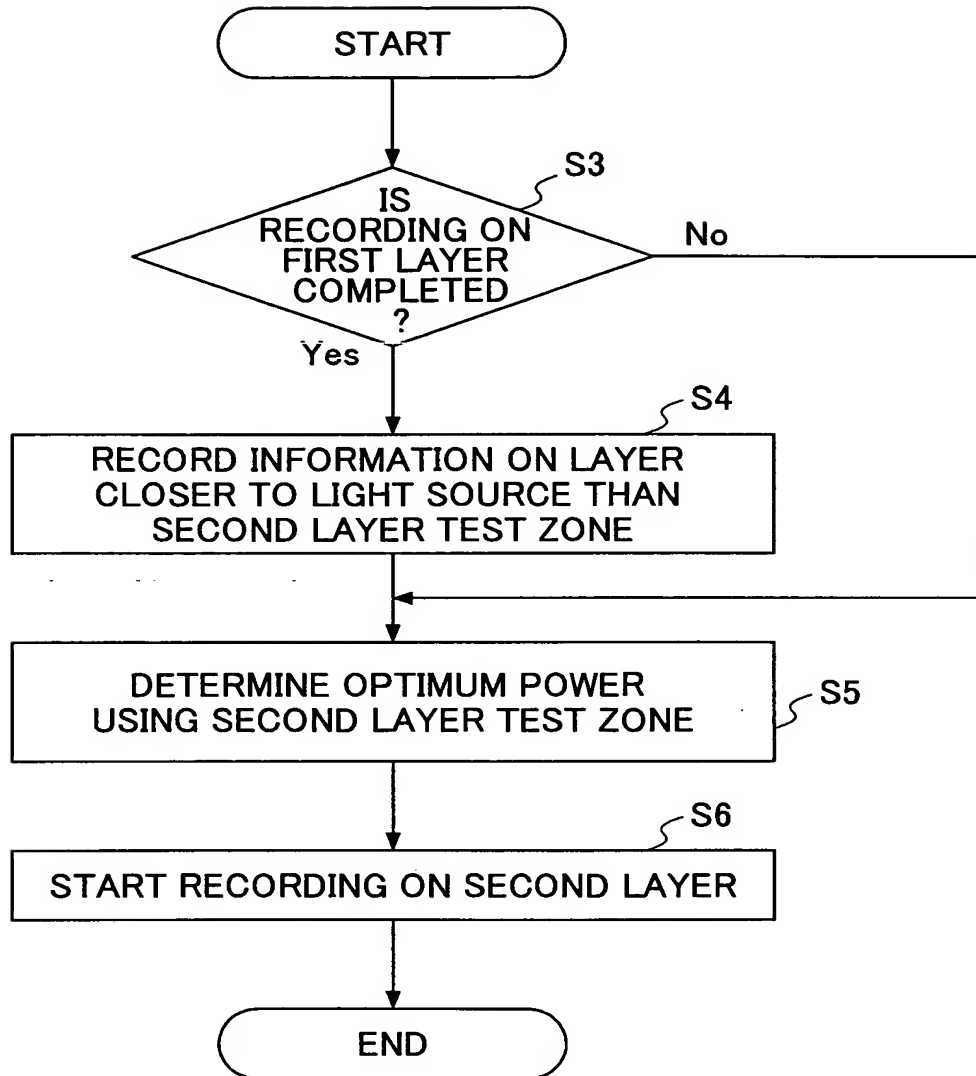 START
S3
IS
RECORDING ON
FIRST LAYER
COMPLETED
?
No
Yes
S4
RECORD INFORMATION ON LAYER
CLOSER TO LIGHT SOURCE THAN
SECOND LAYER TEST ZONE
DETERMINE OPTIMUM POWER
USING SECOND LAYER TEST ZONE
S5
S6
START RECORDING ON SECOND LAYER
END